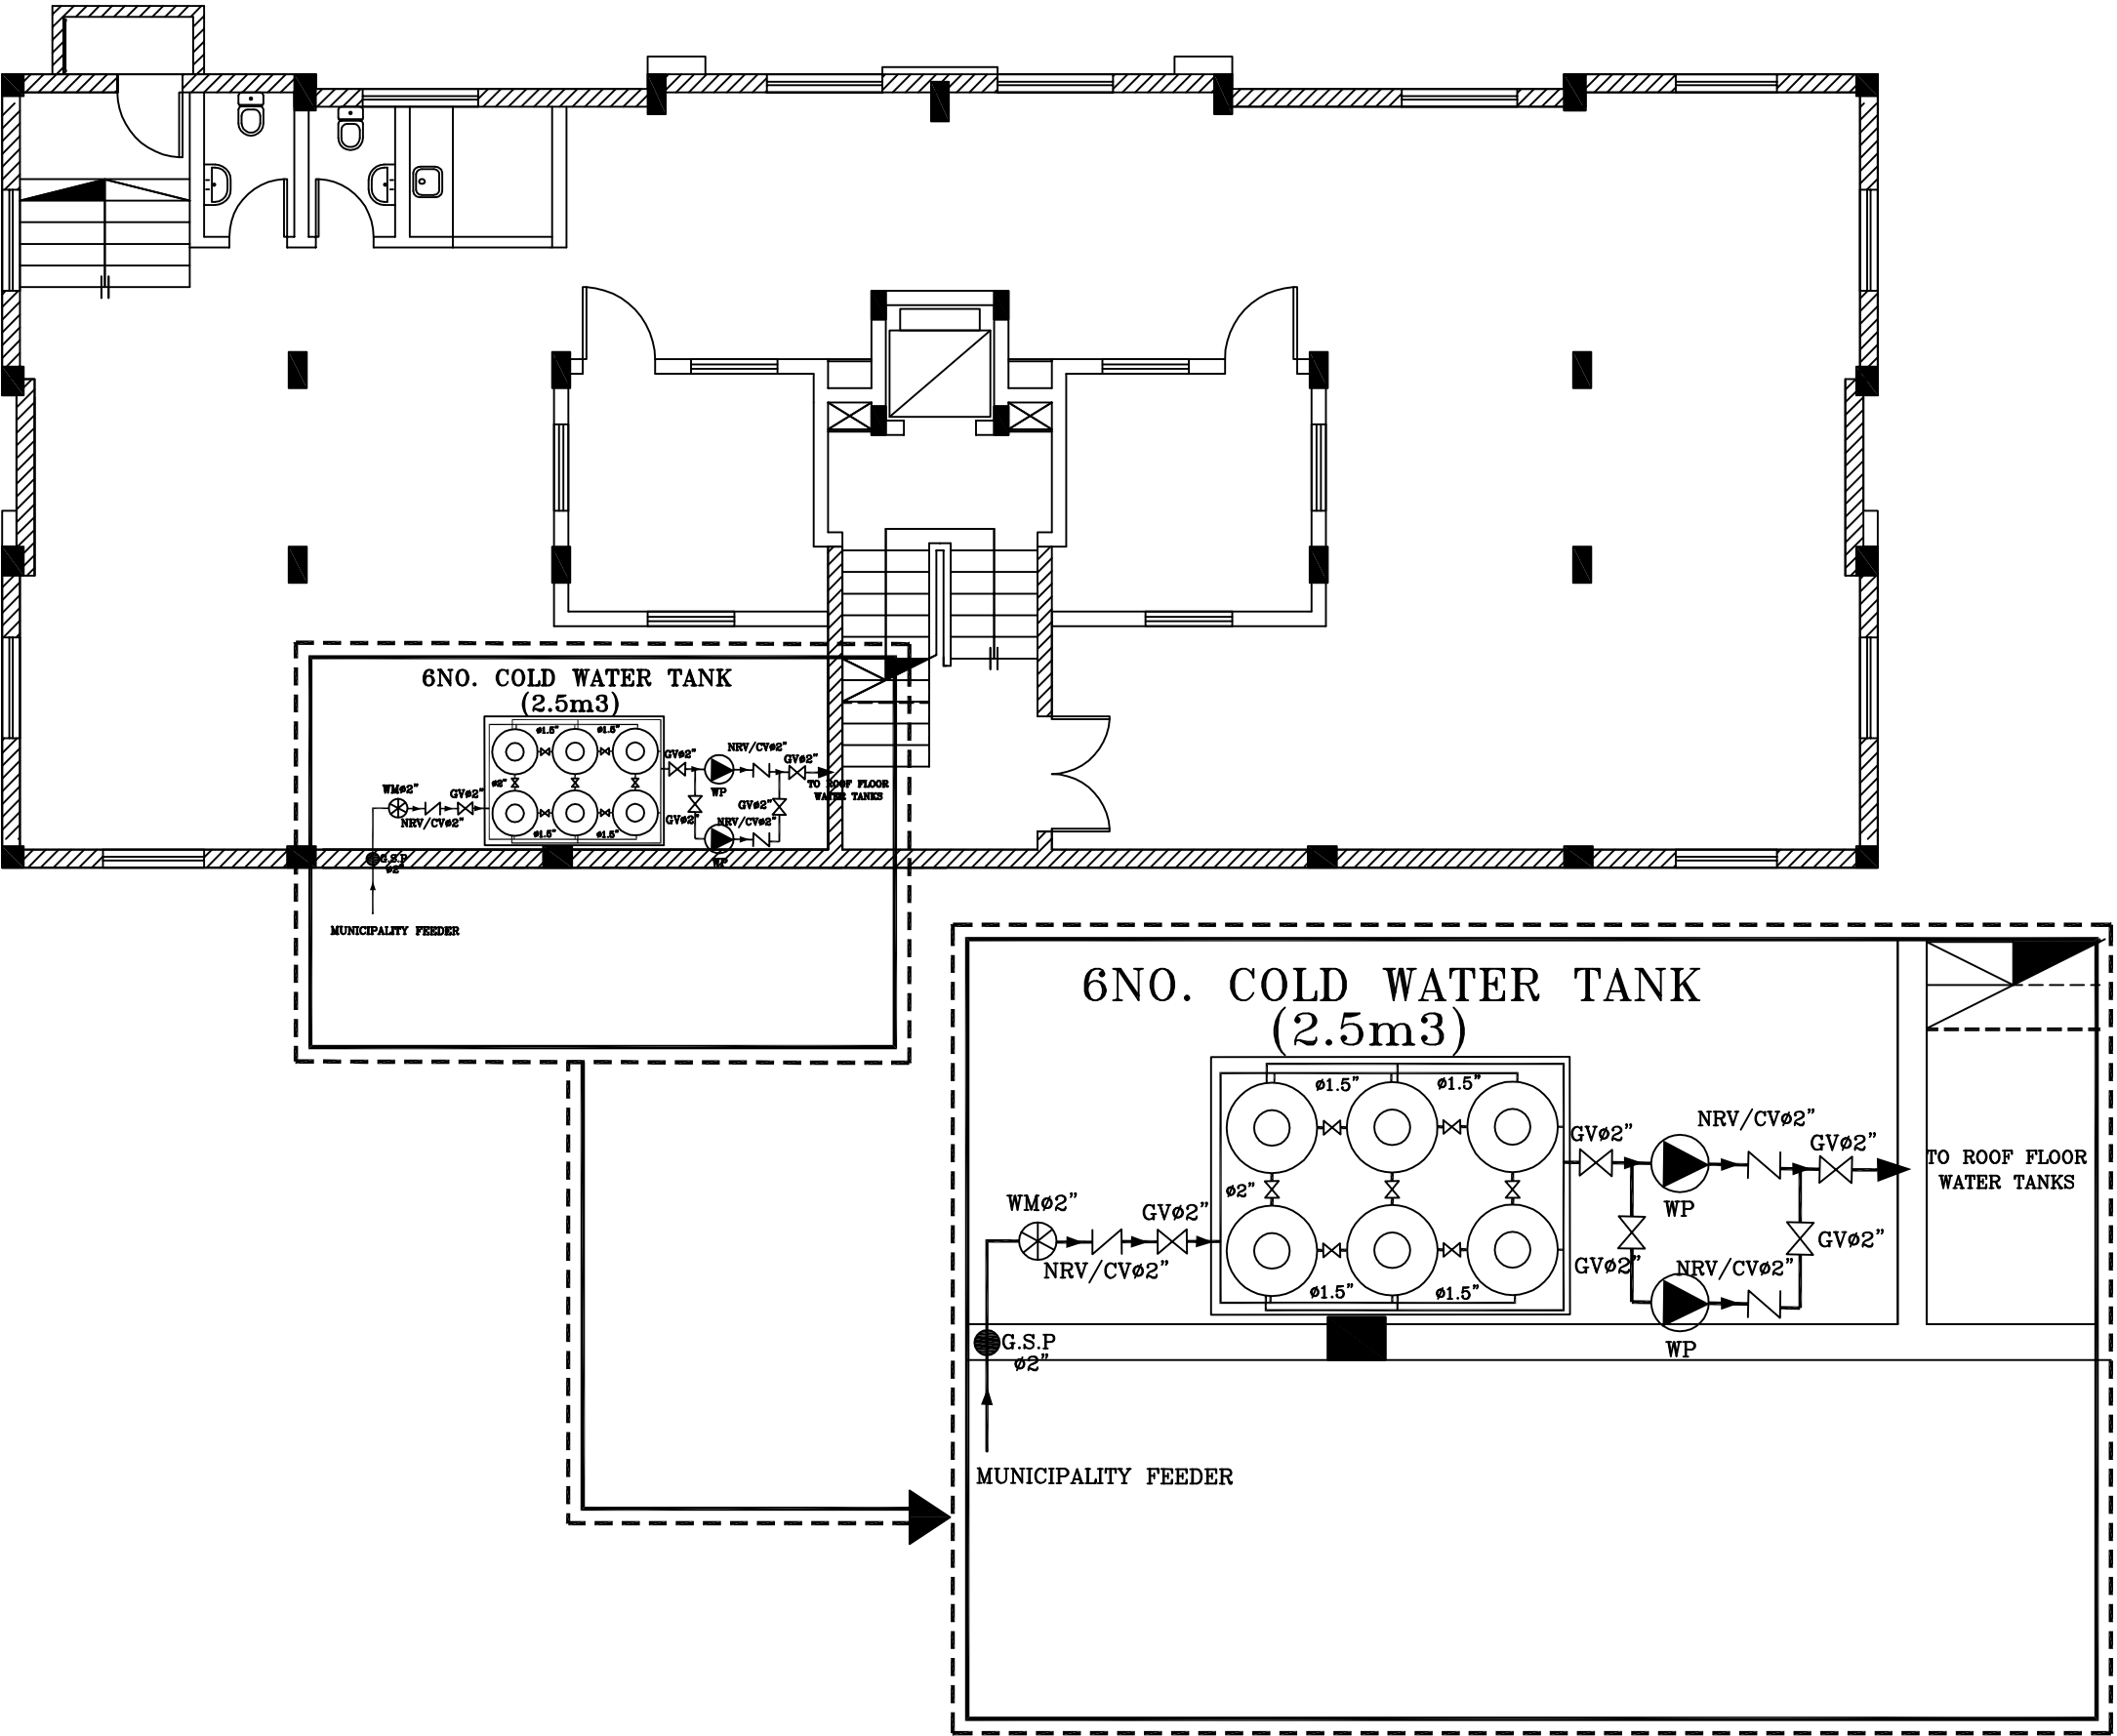 6NO. COLD WATER TANK
(2.5m3)
ø1.5" ø1.5"
GVø2" NRV/CVø2" GVø2"
TO ROOF FLOOR
WATER TANKS
WMø2" GVø2" ø2" WP
NRV/CVø2" GVø2" GVø2"
NRV/CVø2"
ø1.5" ø1.5"
WP
G.S.P
ø2"
MUNICIPALITY FEEDER
6NO. COLD WATER TANK
(2.5m3)
ø1.5" ø1.5"
GVø2" NRV/CVø2" GVø2"
TO ROOF FLOOR
WATER TANKS
WMø2" GVø2" ø2" WP
NRV/CVø2" GVø2" GVø2"
NRV/CVø2"
ø1.5" ø1.5"
WP
G.S.P
ø2"
MUNICIPALITY FEEDER